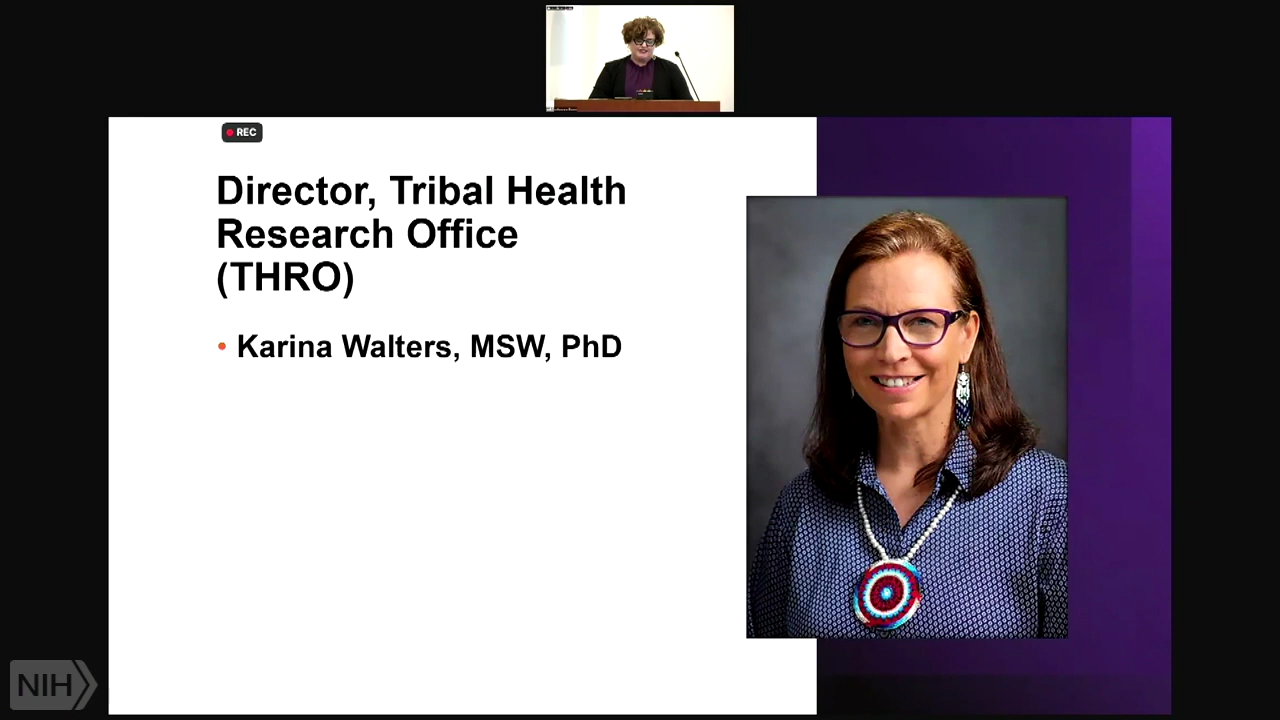 REC
Director, Tribal Health
Research Office
(THRO)
• Karina Walters, MSW, PhD
NIH